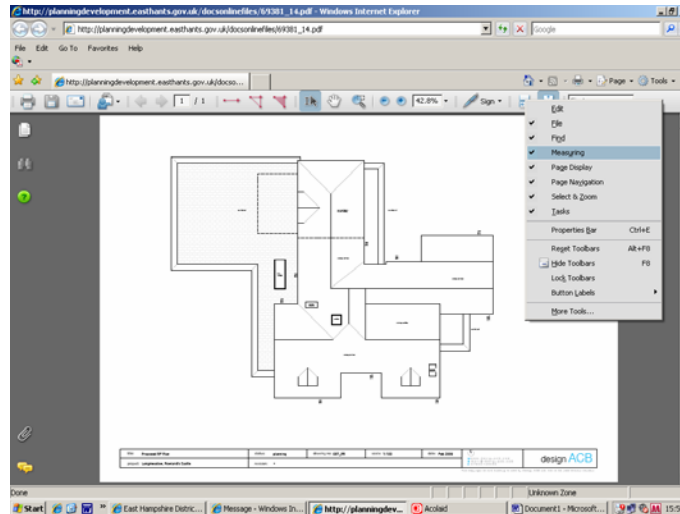 http://planningdevelopment.easthants.gov.uk/docsonlinefiles/69381_14.pdf - Windows Internet Explorer
http://planningdevelopment.easthants.gov.uk/docsonlinefiles/69381_14.pdf
Google
File Edit Go To Favorites Help
http://planningdevelopment.easthants.gov.uk/docso...
Page Tools
1 / 1 42.8% Sign
Edit
File
Find
Measuring
Page Display
Page Navigation
Select & Zoom
Tasks
Properties Bar Ctrl+E
Reset Toolbars Alt+F8
Hide Toolbars F8
Lock Toolbars
Button Labels
More Tools...
design ACB
Done Unknown Zone
Start East Hampshire Distric... Message - Windows In... http://planningdev... Acolaid Document1 - Microsoft...